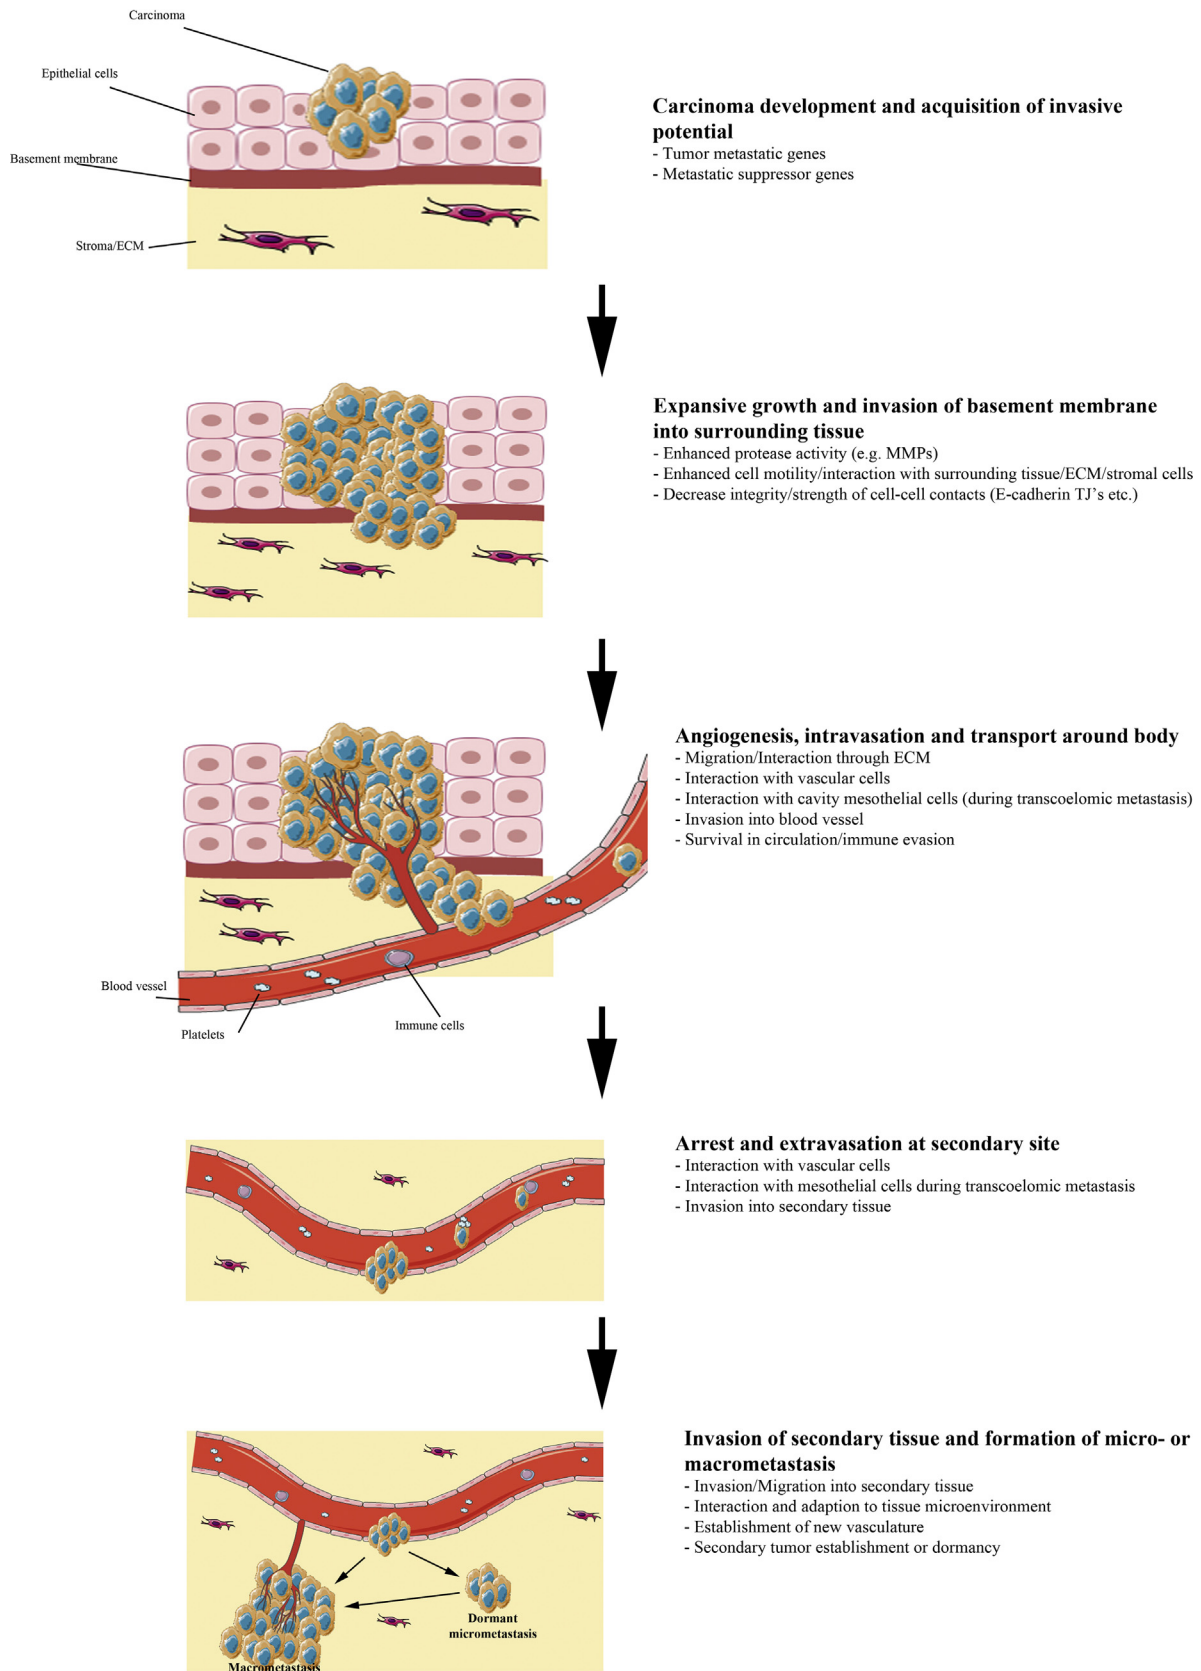 Carcinoma
Epithelial cells
Basement membrane
Stroma/ECM
Carcinoma development and acquisition of invasive
potential
- Tumor metastatic genes
- Metastatic suppressor genes
Expansive growth and invasion of basement membrane
into surrounding tissue
- Enhanced protease activity (e.g. MMPs)
- Enhanced cell motility/interaction with surrounding tissue/ECM/stromal cells
- Decrease integrity/strength of cell-cell contacts (E-cadherin TJ's etc.)
Angiogenesis, intravasation and transport around body
- Migration/Interaction through ECM
- Interaction with vascular cells
- Interaction with cavity mesothelial cells (during transcoelomic metastasis)
- Invasion into blood vessel
- Survival in circulation/immune evasion
Blood vessel
Platelets
Immune cells
Arrest and extravasation at secondary site
- Interaction with vascular cells
- Interaction with mesothelial cells during transcoelomic metastasis
- Invasion into secondary tissue
Invasion of secondary tissue and formation of micro- or
macrometastasis
- Invasion/Migration into secondary tissue
- Interaction and adaption to tissue microenvironment
- Establishment of new vasculature
- Secondary tumor establishment or dormancy
Dormant
micrometastasis
Macrometastasis